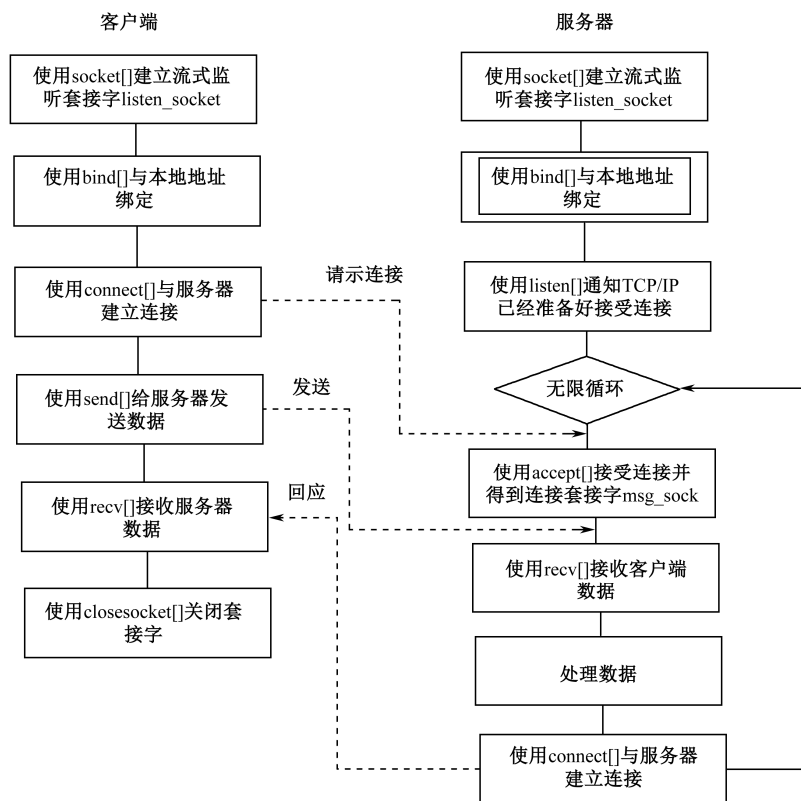 客户端
使用socket[]建立流式监
听套接字listen_socket
使用bind[]与本地地址
绑定
使用connect[]与服务器
建立连接
使用send[]给服务器发
送数据
使用recv[]接收服务器
数据
使用closesocket[]关闭套
接字
请示连接
发送
回应
服务器
使用socket[]建立流式监
听套接字listen_socket
使用bind[]与本地地址
绑定
使用listen[]通知TCP/IP
已经准备好接受连接
无限循环
使用accept[]接受连接并
得到连接套接字msg_sock
使用recv[]接收客户端
数据
处理数据
使用connect[]与服务器
建立连接